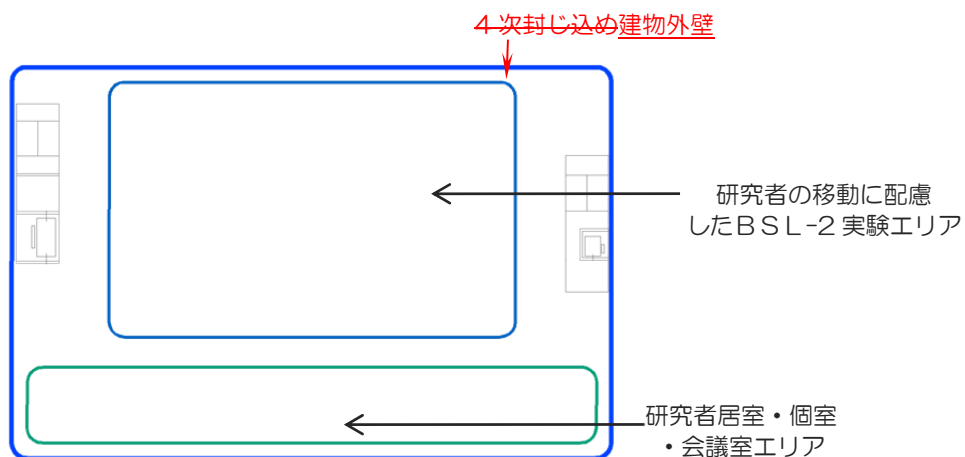 4次封じ込め建物外壁
研究者の移動に配慮
したBSL-2実験エリア
研究者居室・個室
・会議室エリア